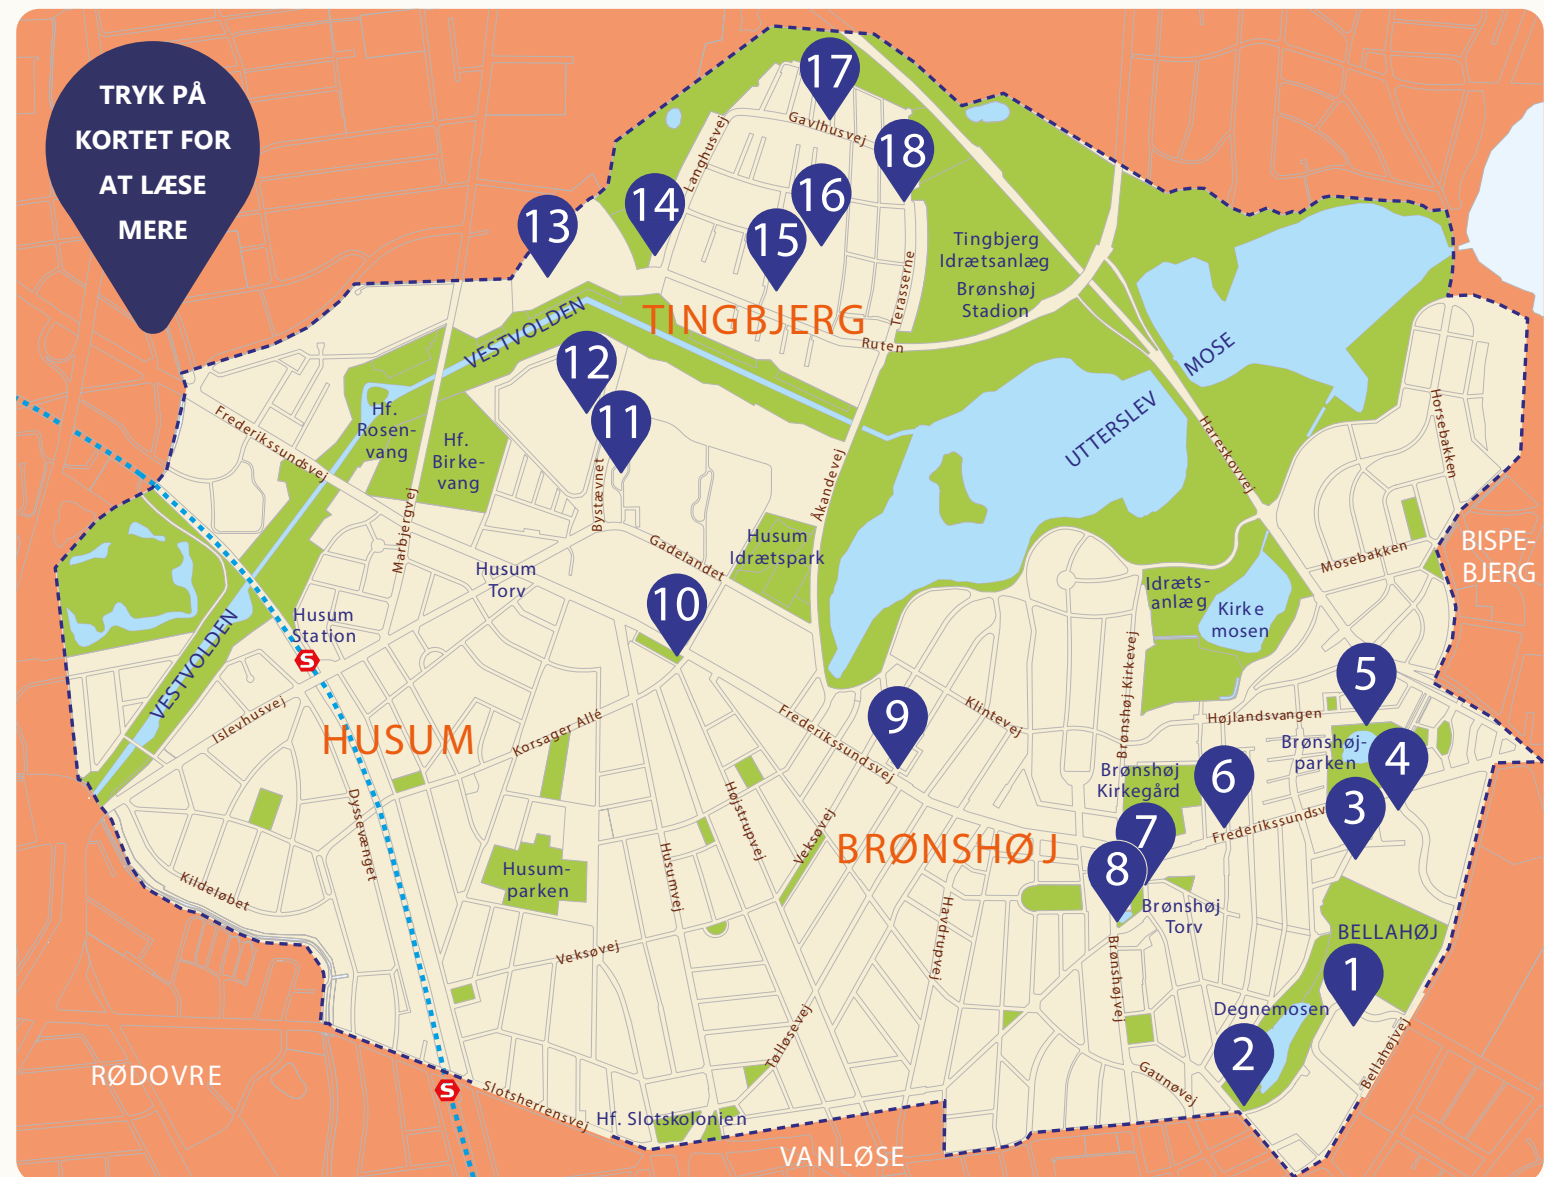 TRYK PÅ
KORTET FOR
AT LÆSE
MERE
17
Gavlhusvej
18
Langhusvej
16
14
13
15
Tingbjerg
Idrætsanlæg
Brønshøj
Stadion
Terasserne
TINGBJERG
Ruten
VESTVOLDEN
12
11
MOSE
UTTERSLEV
Horsebakken
Hareskovvej
Hf.
Rosen-
vang
Hf.
Birke-
vang
Frederikssundsvej
Marbjergvej
Bystævnet
Åkandevej
Gadelandet
Husum
Idrætspark
Mosebakken
BISPE-
BJERG
Husum
Torv
Idræts-
anlæg
Kirke
mosen
10
Husum
Station
S
VESTVOLDEN
Islevhusvej
HUSUM
Korsager Allé
Frederikssundsvej
9
Klintevej
Brønshøj Kirkevej
5
Højlandsvangen
Brønshøj-
parken
4
Brønshøj
Kirkegård
6
3
Frederikssundsv
7
8
BRØNSHØJ
Dyssevænget
Højstrupvej
Veksøvej
Husumvej
Husum-
parken
Kildeløbet
Veksøvej
Havdrupvej
Brønshøj
Torv
Brønshøjvej
BELLAHØJ
1
Degnemosen
2
Tølløsevej
Gaunøvej
Bellahøjvej
RØDOVRE
S
Slotsherrensvej
Hf. Slotskolonien
VANLØSE